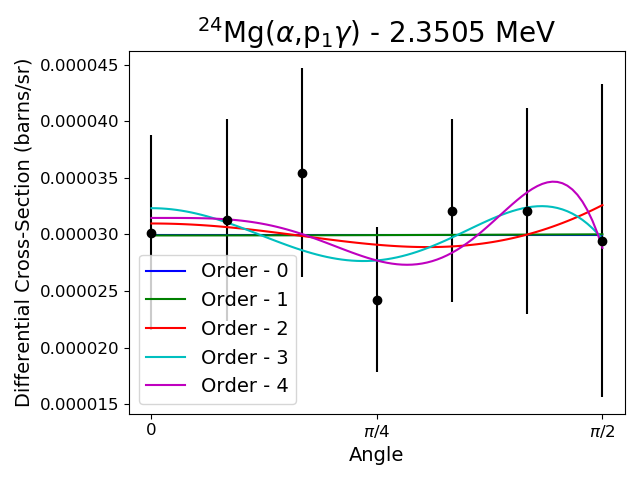 ²⁴Mg(α,p₁γ) - 2.3505 MeV
Differential Cross-Section (barns/sr)
0.000045
0.000040
0.000035
0.000030
0.000025
0.000020
0.000015
Order - 0
Order - 1
Order - 2
Order - 3
Order - 4
0 π/4 π/2
Angle